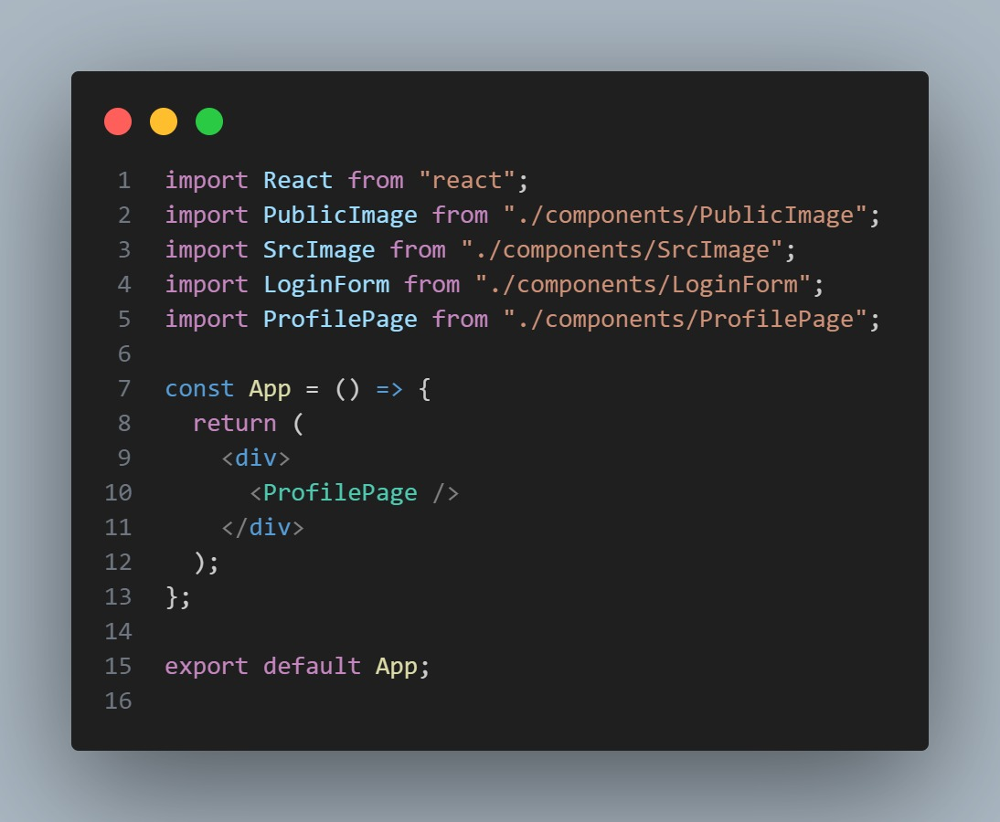 1 import React from "react";
2 import PublicImage from "./components/PublicImage";
3 import SrcImage from "./components/SrcImage";
4 import LoginForm from "./components/LoginForm";
5 import ProfilePage from "./components/ProfilePage";
6
7 const App = () => {
8   return (
9     <div>
10       <ProfilePage />
11     </div>
12   );
13 };
14
15 export default App;
16